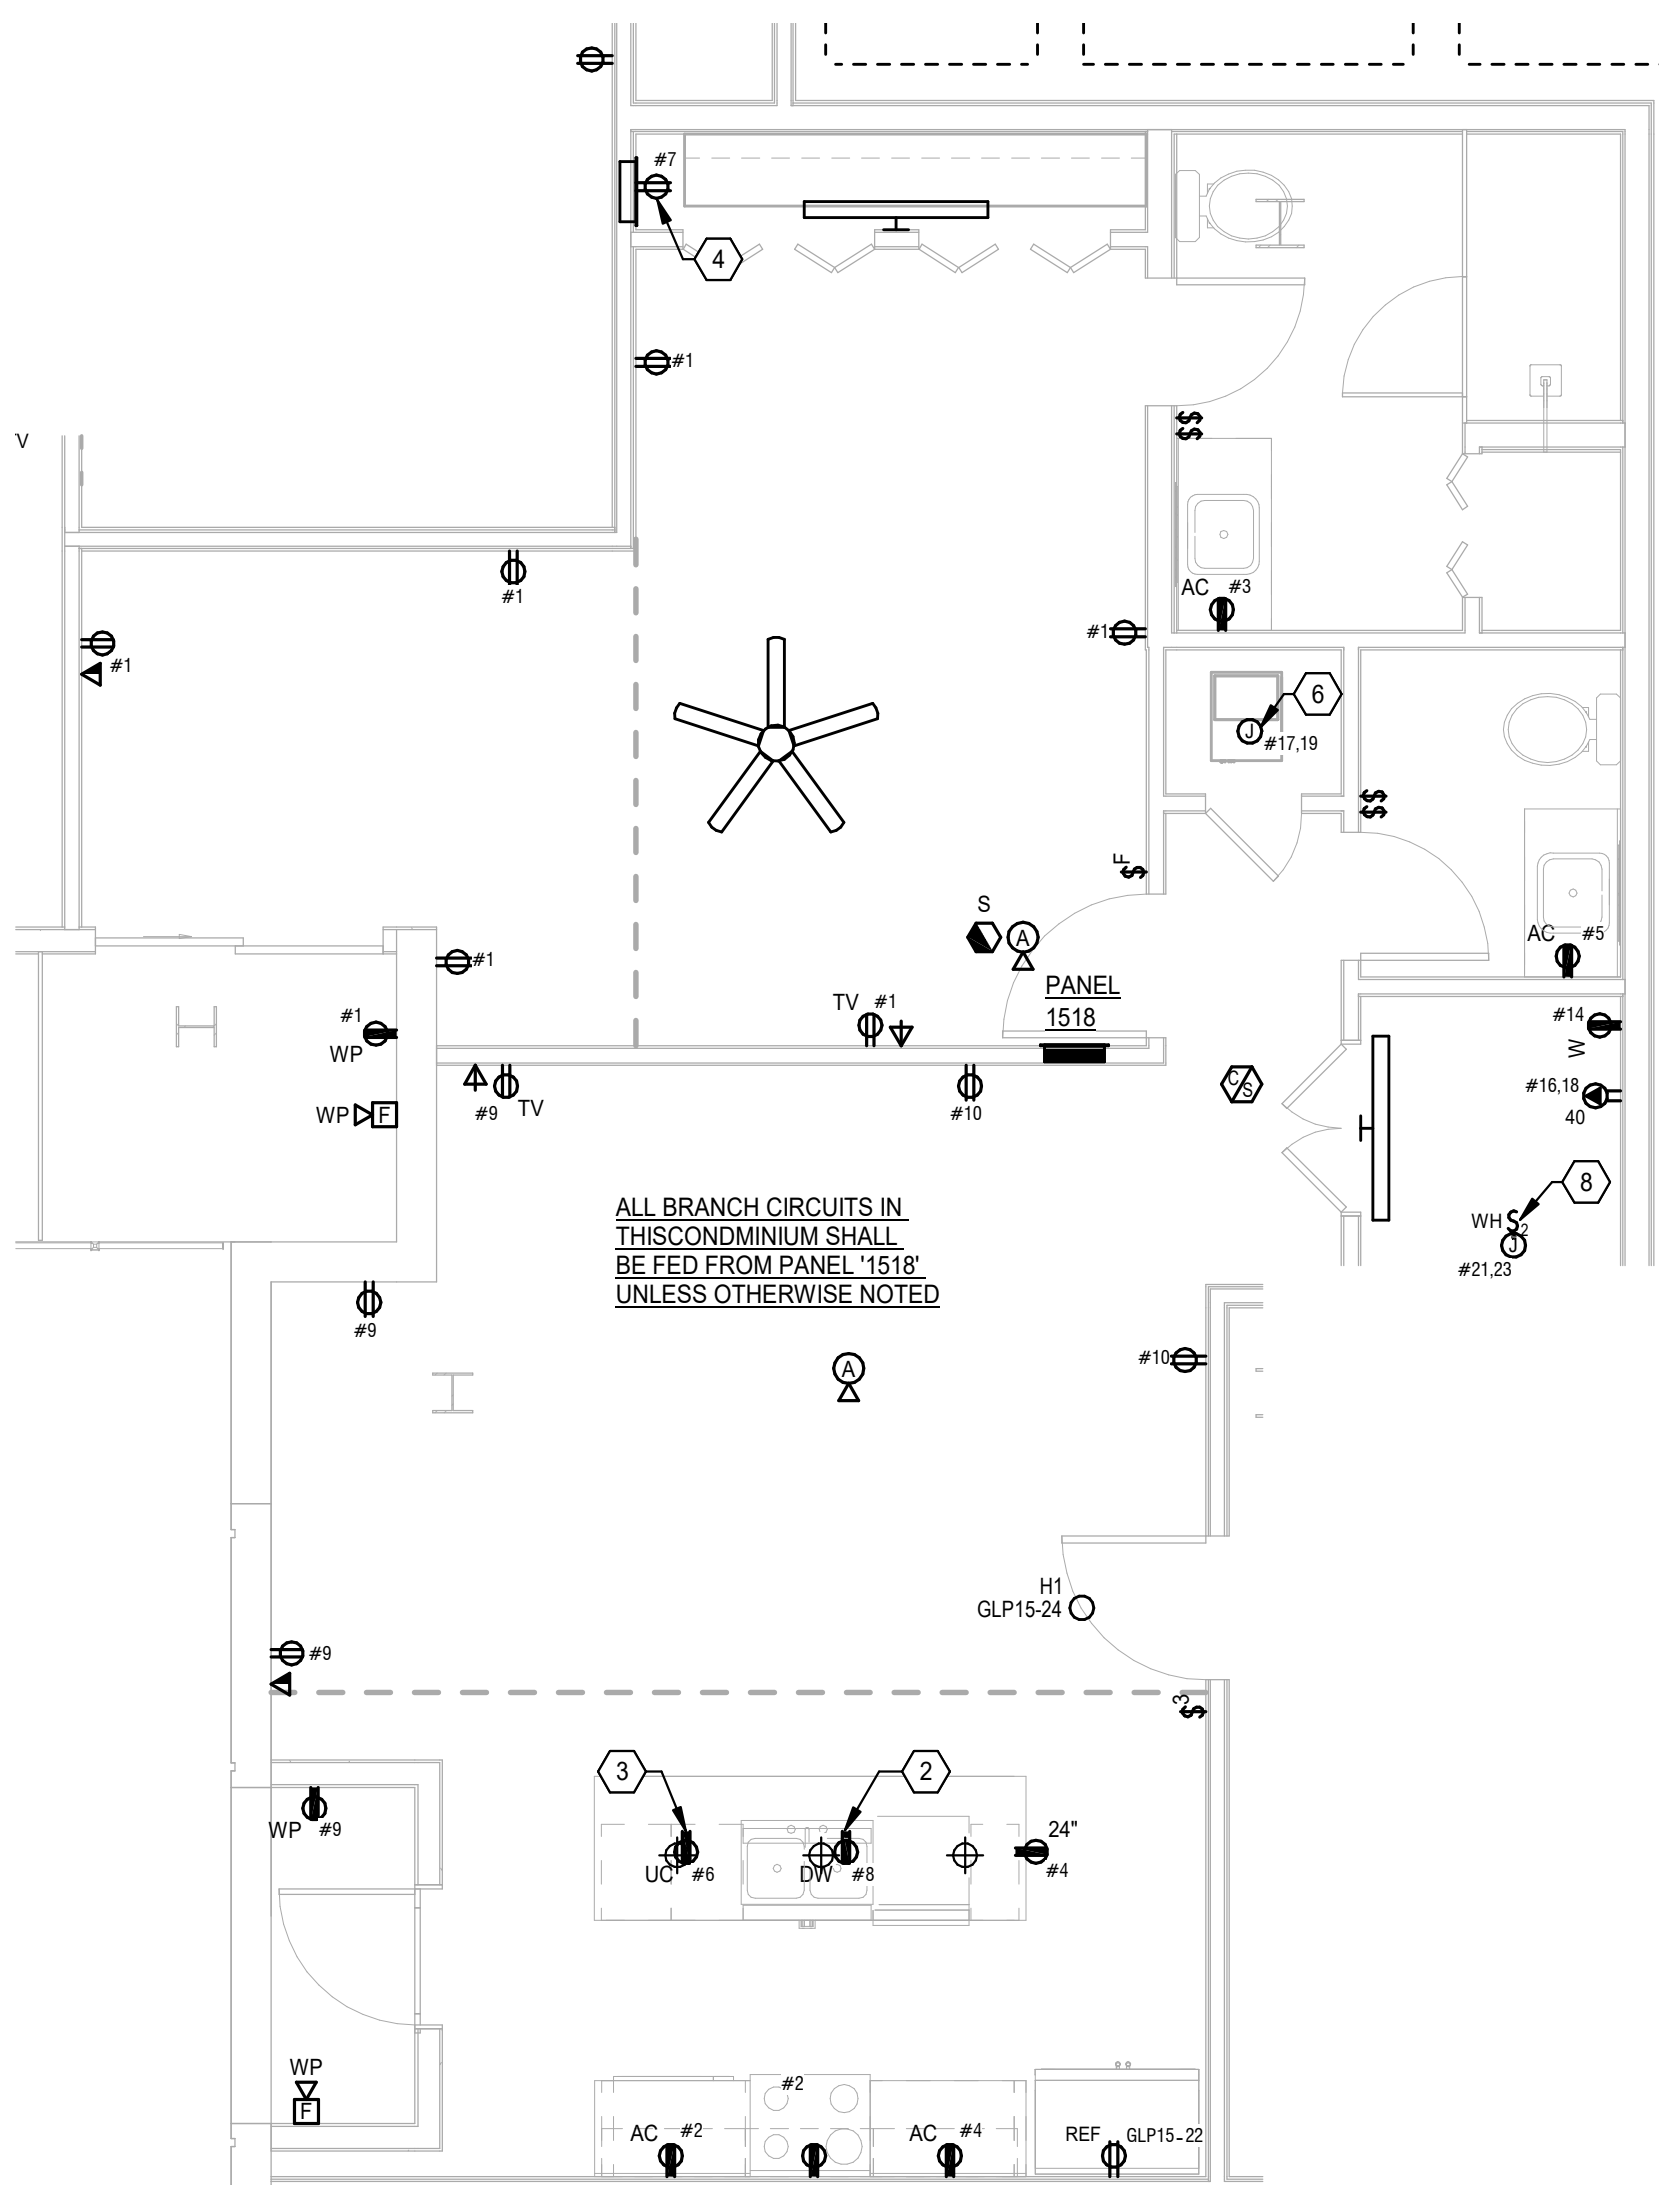 #7
4
#1
'V
#1
#1
AC #3
#1
6
J
#17,19
F
S
A
AC #5
#1
PANEL
1518
TV #1
#1
WP
#14
W
C/S
#16,18
40
#9 TV
#10
WP F
8
WH S2
J
#21,23
ALL BRANCH CIRCUITS IN
THISCONDMINIUM SHALL
BE FED FROM PANEL '1518'
UNLESS OTHERWISE NOTED
#9
#10
A
H1
GLP15-24
#9
3
3
2
WP #9
24"
#4
UC #6
DW #8
WP
F
#2
AC #2
AC #4
REF GLP15-22